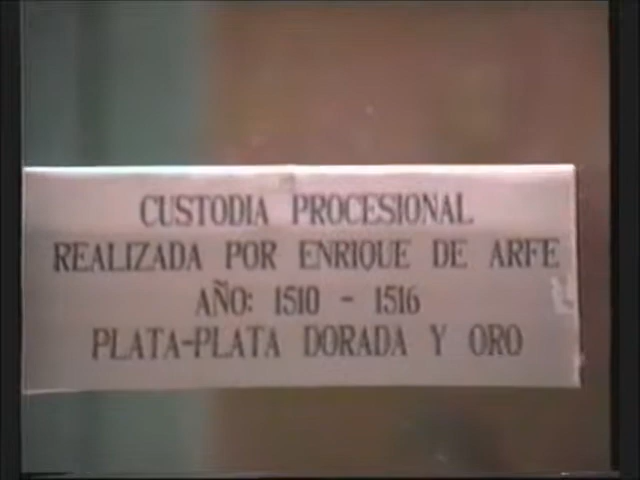 CUSTODIA PROCESIONAL
REALIZADA POR ENRIQUE DE ARFE
AÑO: 1510 - 1516
PLATA-PLATA DORADA Y ORO